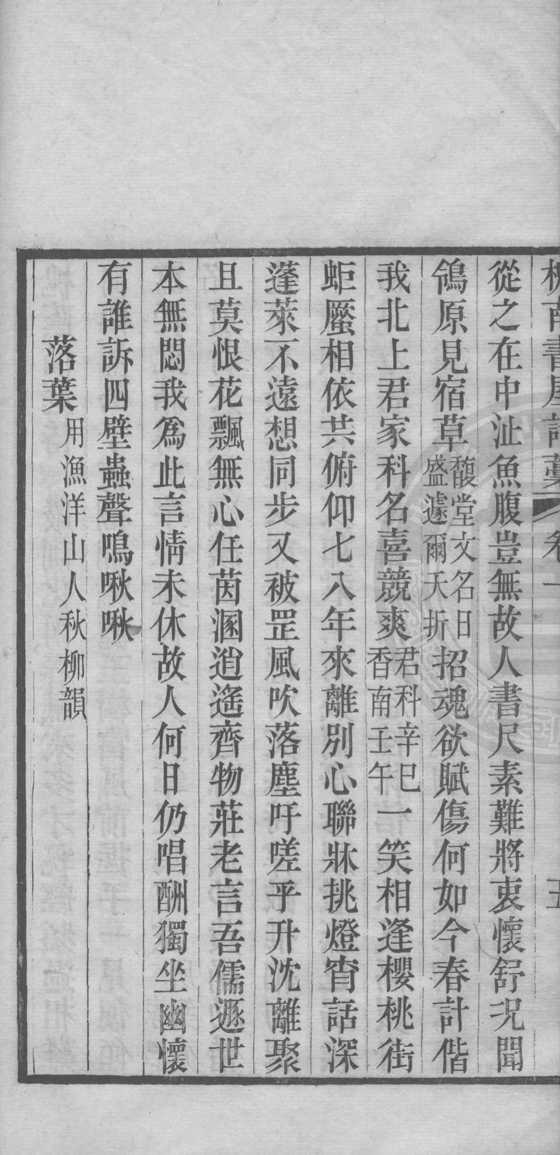 從之在中沚魚腹豈無故人書尺素難將衷懷舒況聞
鴒原見宿草馥堂文名日盛遽爾夭折招魂欲賦傷何如今春計偕
我北上君家科名喜競爽君科辛巳香南壬午一笑相逢櫻桃街
蚷蟨相依共俯仰七八年來離別心聯牀挑燈宵話深
蓬萊不遠想同步又被罡風吹落塵吁嗟乎升沈離聚
且莫恨花飄無心任茵溷逍遙齊物莊老言吾儒遯世
本無悶我為此言情未休故人何日仍唱酬獨坐幽懷
有誰訴四壁蟲聲鳴啾啾
落葉用漁洋山人秋柳韻